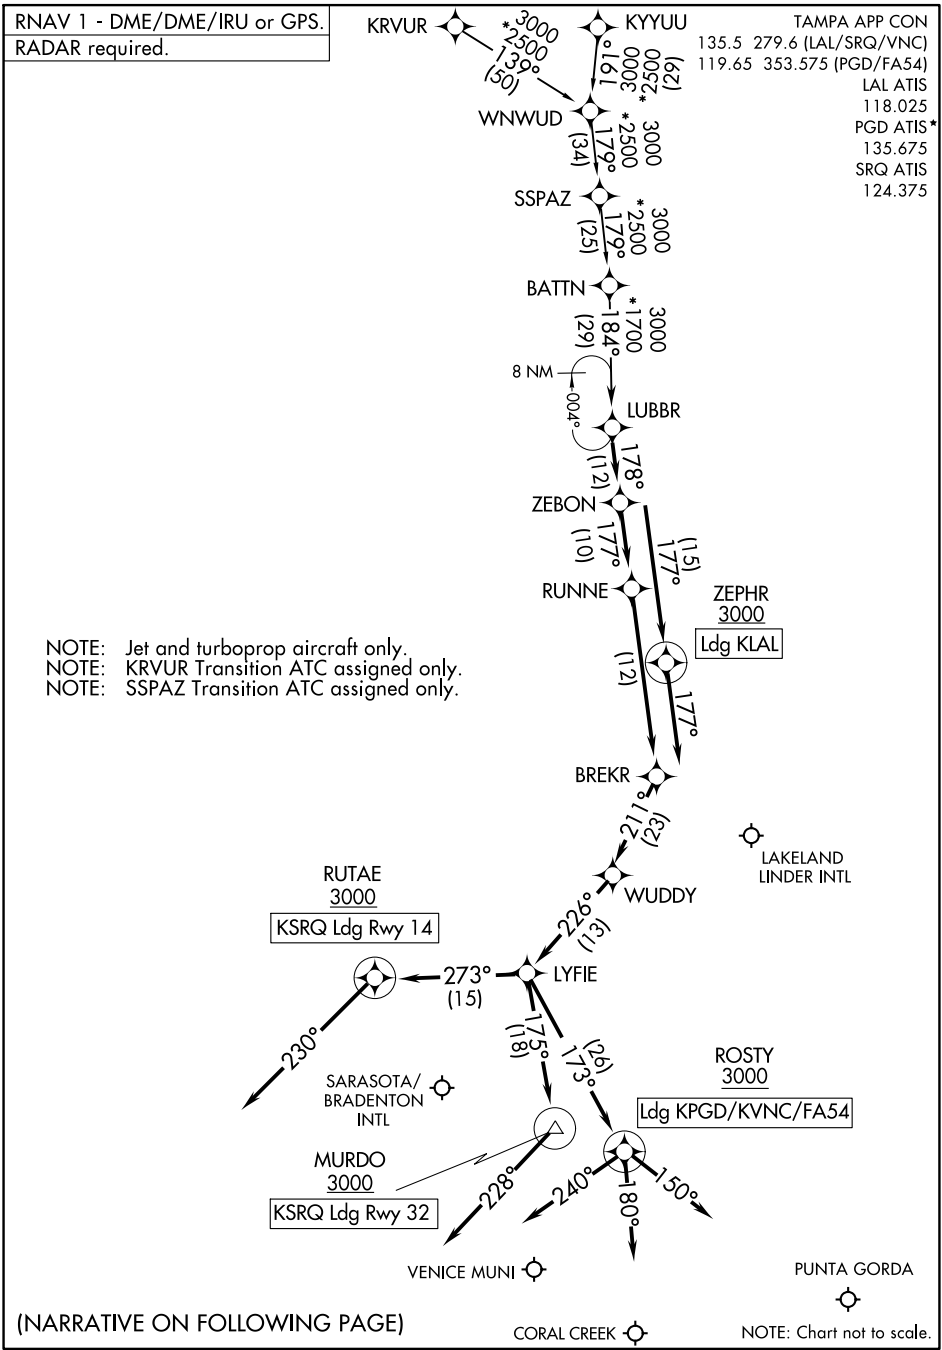 RNAV 1 - DME/DME/IRU or GPS.
RADAR required.
TAMPA APP CON
135.5 279.6 (LAL/SRQ/VNC)
119.65 353.575 (PGD/FA54)
LAL ATIS
118.025
PGD ATIS*
135.675
SRQ ATIS
124.375
KRVUR
3000
*2500
139°
(50)
KYYUU
191°
3000
*2500
(29)
WNWUD
3000
*2500
179°
(34)
SSPAZ
3000
*2500
179°
(25)
BATTN
3000
*1700
184°
(29)
8 NM
004°
LUBBR
178°
(12)
ZEBON
177°
(10)
(15)
177°
RUNNE
ZEPHR
3000
Ldg KLAL
(12)
177°
NOTE: Jet and turboprop aircraft only.
NOTE: KRVUR Transition ATC assigned only.
NOTE: SSPAZ Transition ATC assigned only.
BREKR
211°
(23)
LAKELAND
LINDER INTL
WUDDY
226°
(13)
RUTAE
3000
KSRQ Ldg Rwy 14
LYFIE
273°
(15)
230°
175°
(18)
(26)
173°
SARASOTA/
BRADENTON
INTL
ROSTY
3000
Ldg KPGD/KVNC/FA54
MURDO
3000
KSRQ Ldg Rwy 32
228°
240°
180°
150°
VENICE MUNI
PUNTA GORDA
(NARRATIVE ON FOLLOWING PAGE)
CORAL CREEK
NOTE: Chart not to scale.